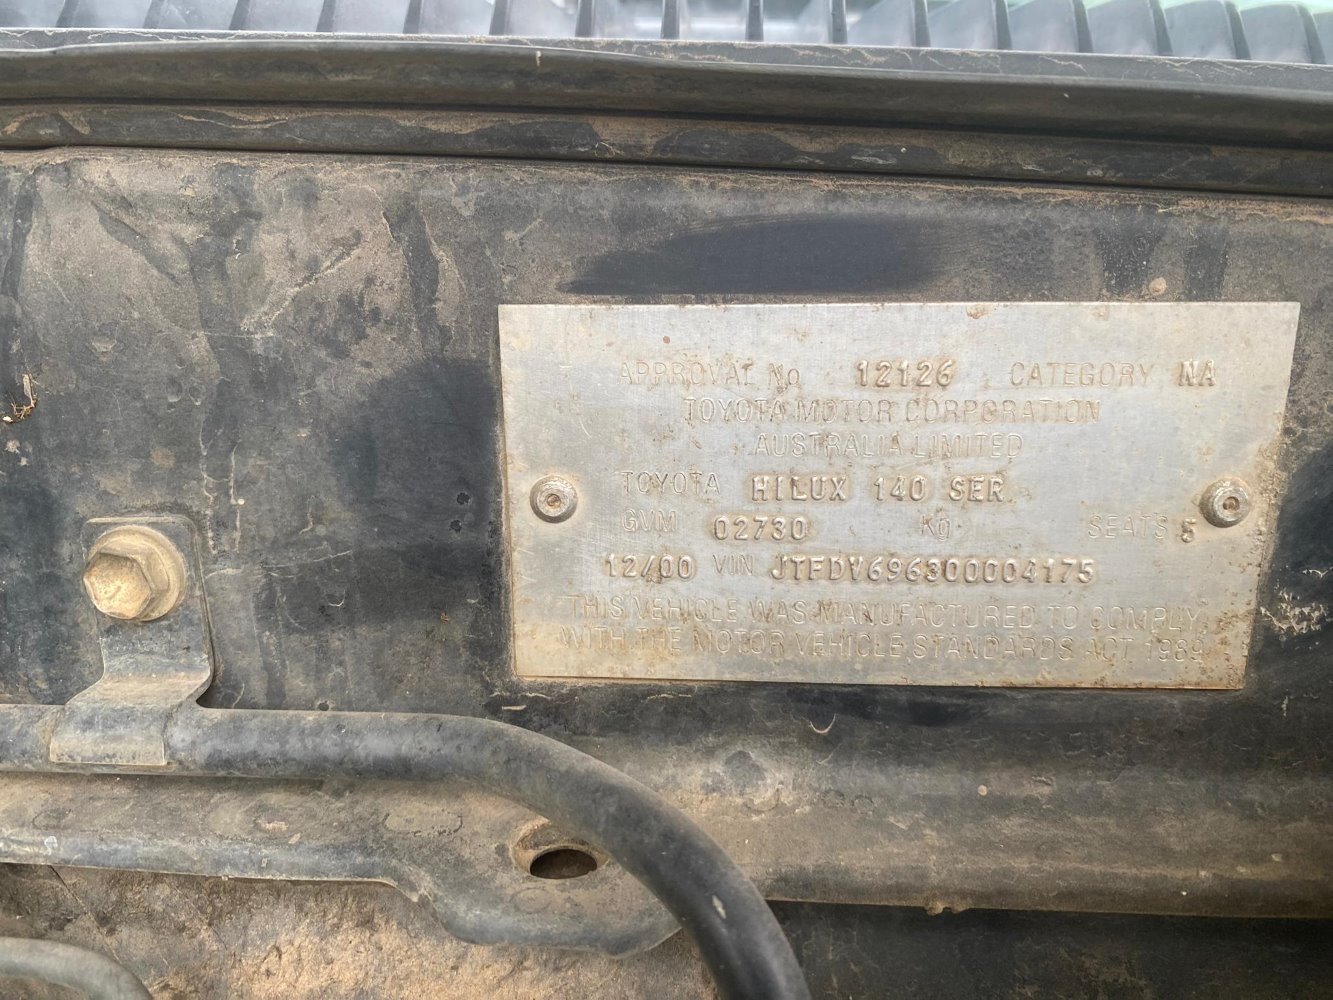 APPROVAL No 12126 CATEGORY NA
TOYOTA MOTOR CORPORATION
AUSTRALIA LIMITED
TOYOTA HILUX 140 SER
GVM 02730 Kg SEATS 5
12/00 VIN JTFDV696300004175
THIS VEHICLE WAS MANUFACTURED TO COMPLY
WITH THE MOTOR VEHICLE STANDARDS ACT 1989